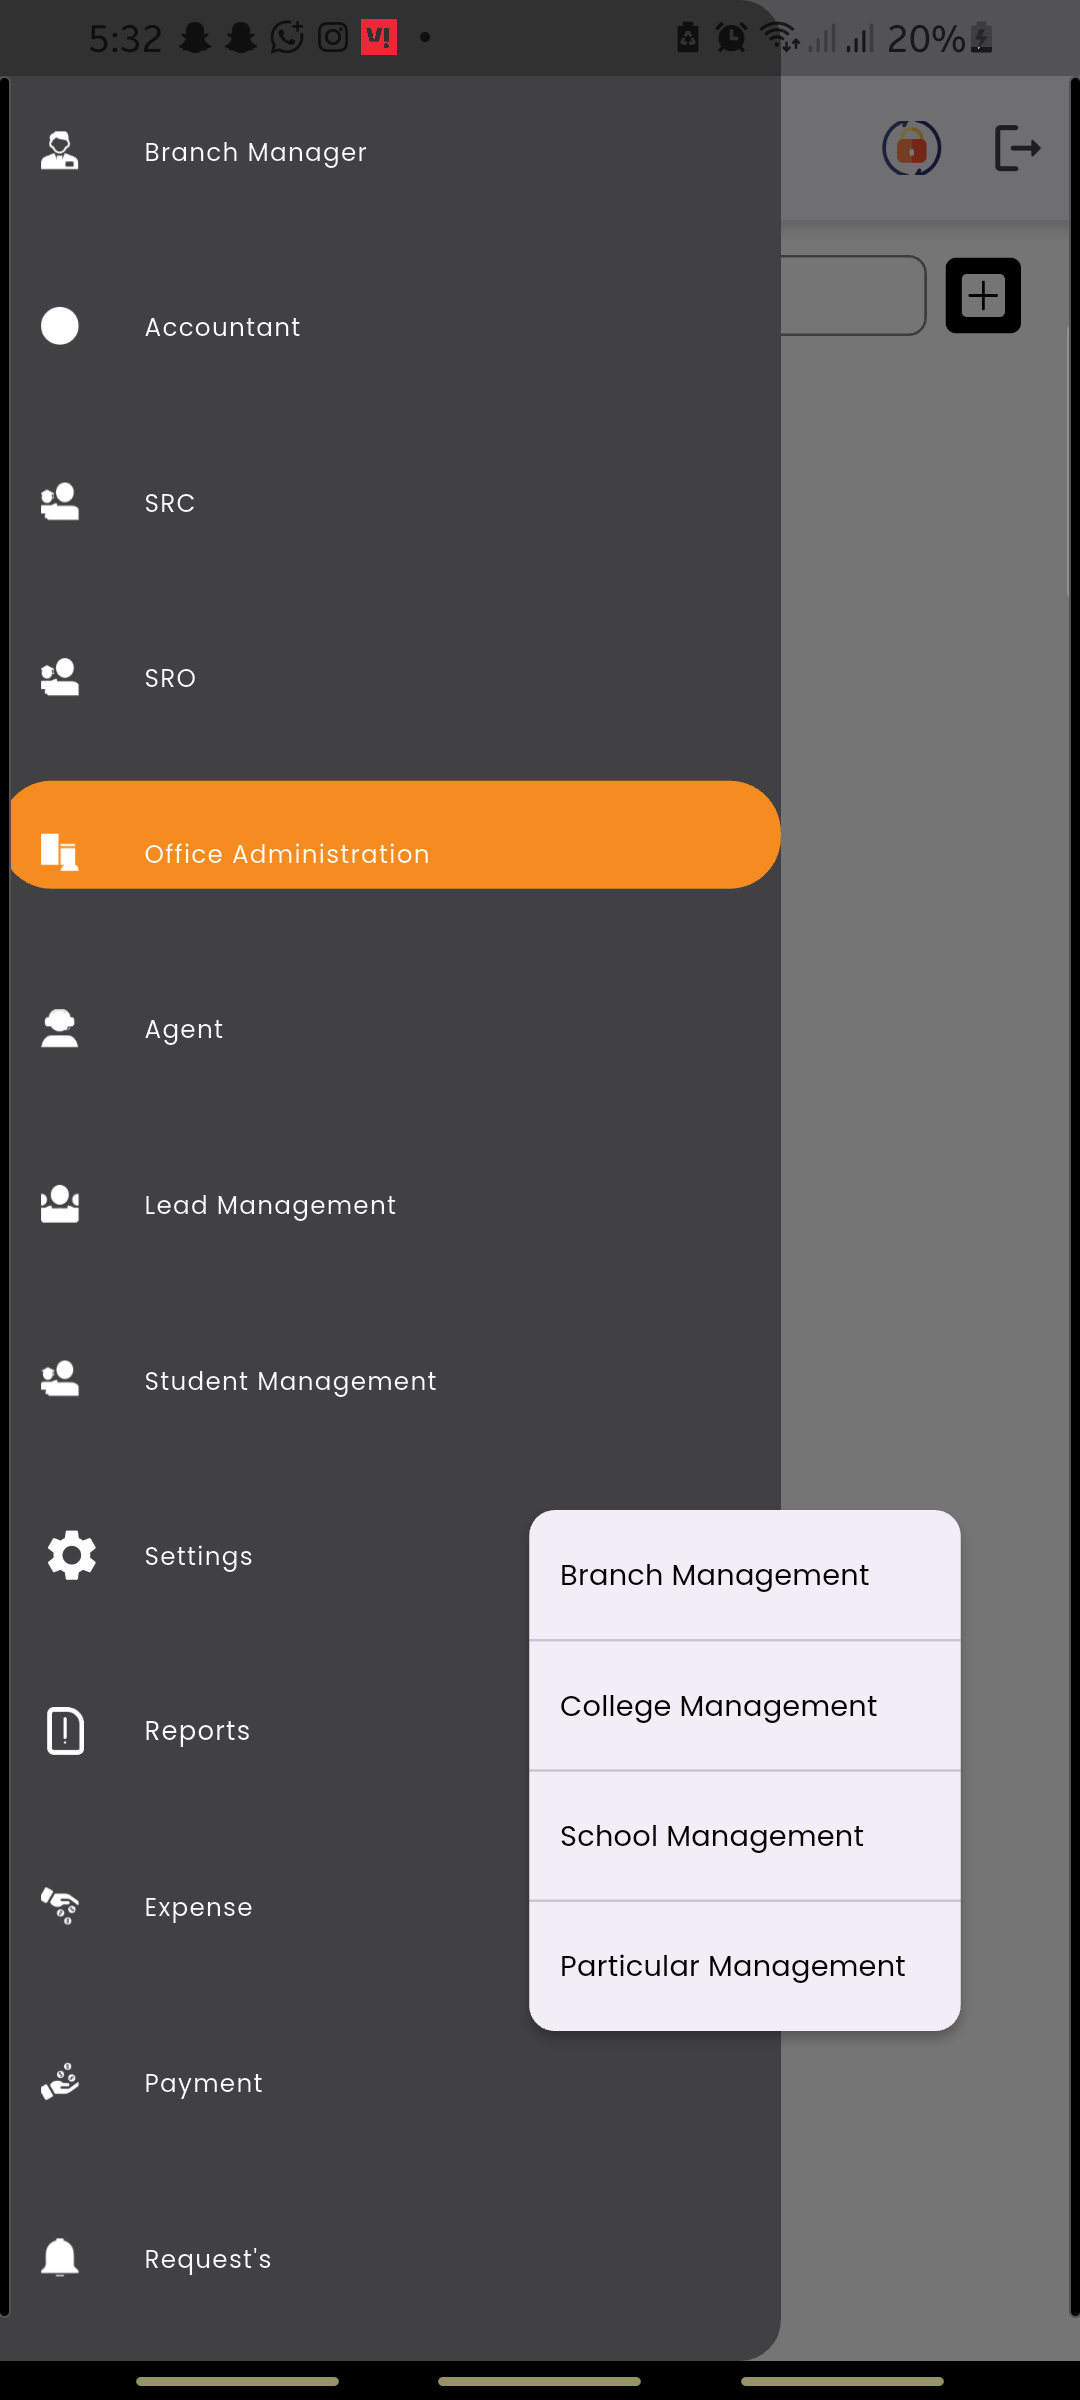 5:32
V!
20%
Branch Manager
Accountant
SRC
SRO
Office Administration
Agent
Lead Management
Student Management
Settings
Branch Management
College Management
Reports
School Management
Expense
Particular Management
Payment
Request's